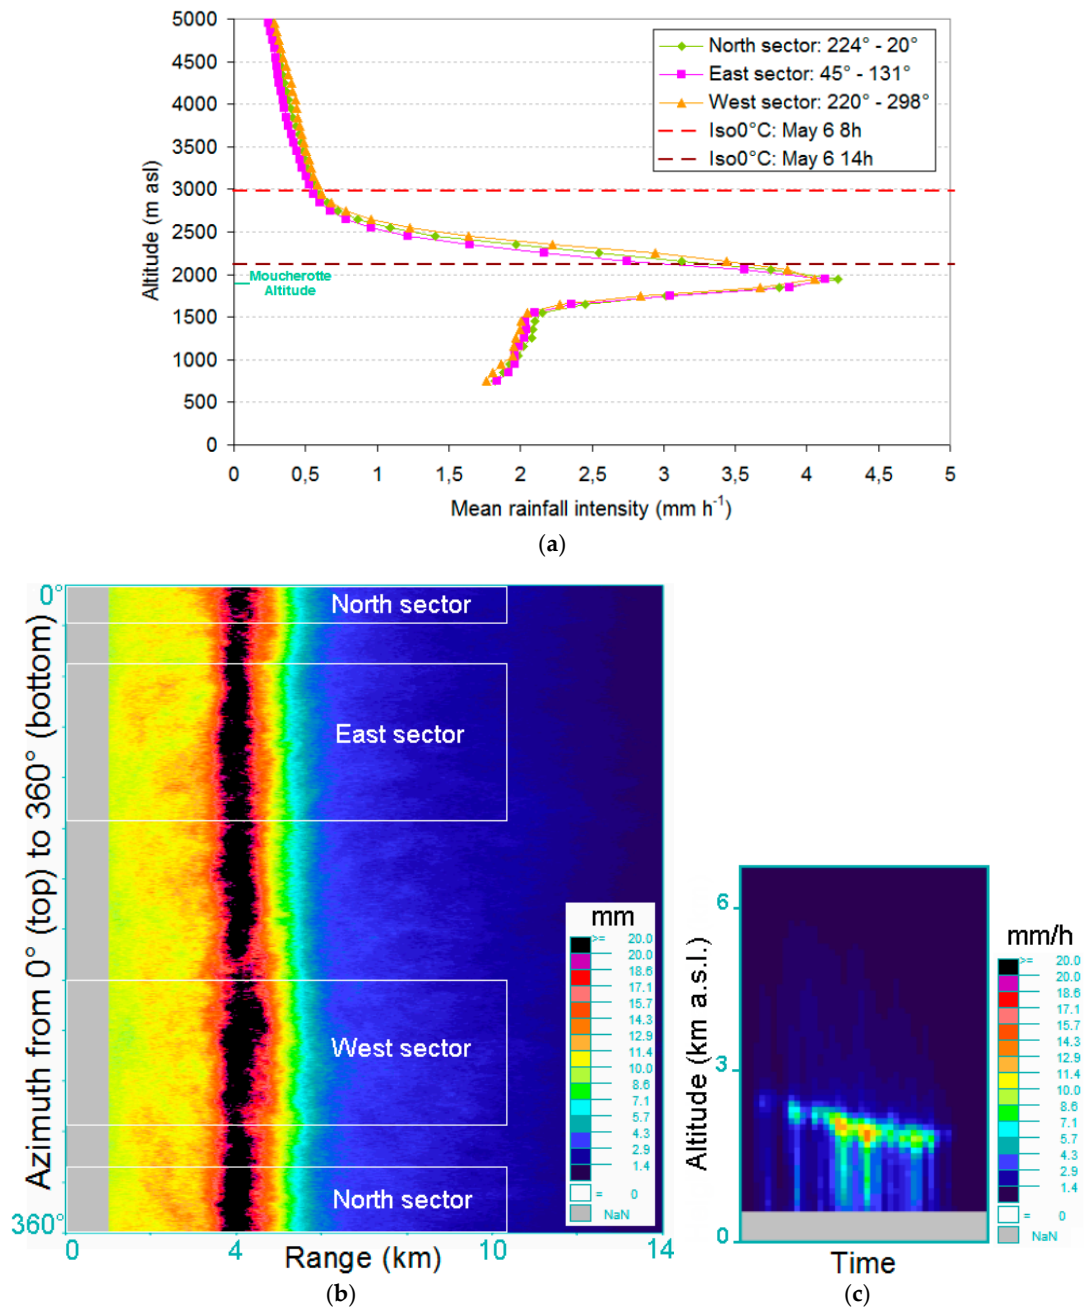 5000
4500
4000
3500
3000
2500
2000
1500
1000
500
0
Altitude (m asl)
North sector: 224° - 20°
East sector: 45° - 131°
West sector: 220° - 298°
Iso0°C: May 6 8h
Iso0°C: May 6 14h
Moucherotte
Altitude
0 0,5 1 1,5 2 2,5 3 3,5 4 4,5 5
Mean rainfall intensity (mm h-1)
(a)
Azimuth from 0° (top) to 360° (bottom)
0°
360°
North sector
East sector
West sector
North sector
mm
>= 20.0
20.0
18.6
17.1
15.7
14.3
12.9
11.4
10.0
8.6
7.1
5.7
4.3
2.9
1.4
= 0
NaN
0 4 10 14
Range (km)
(b)
Altitude (km a.s.l.)
6
3
0
Time
mm/h
>= 20.0
20.0
18.6
17.1
15.7
14.3
12.9
11.4
10.0
8.6
7.1
5.7
4.3
2.9
1.4
= 0
NaN
(c)